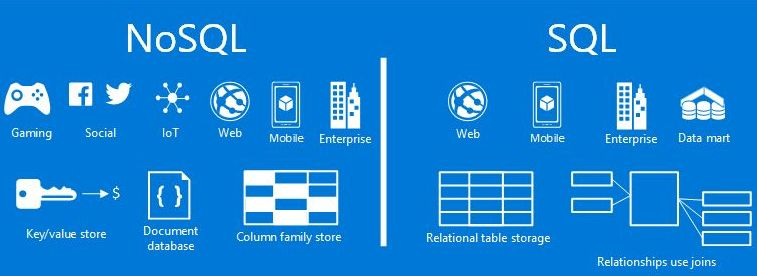 NoSQL
SQL
Gaming
Social
IoT
Web
Mobile
Enterprise
Web
Mobile
Enterprise
Data mart
$
{ }
Key/value store
Document
database
Column family store
Relational table storage
Relationships use joins